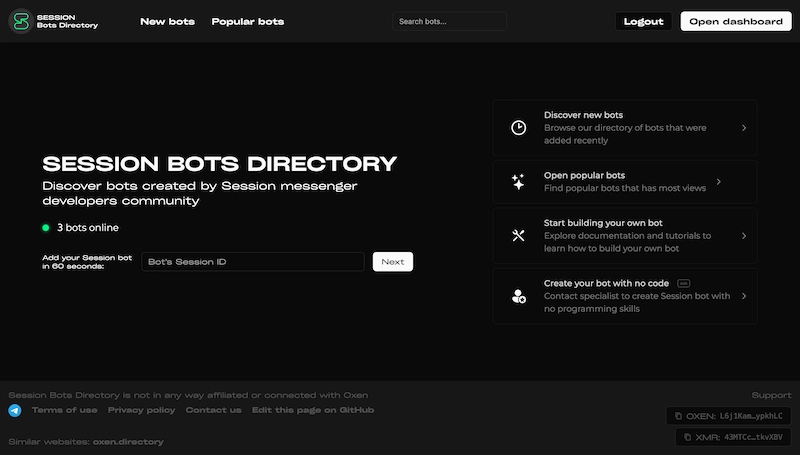 SESSION
Bots Directory
New bots
Popular bots
Search bots...
Logout
Open dashboard
SESSION BOTS DIRECTORY
Discover bots created by Session messenger
developers community
3 bots online
Add your Session bot
in 60 seconds:
Bot's Session ID
Next
Discover new bots
Browse our directory of bots that were
added recently
Open popular bots
Find popular bots that has most views
Start building your own bot
Explore documentation and tutorials to
learn how to build your own bot
Create your bot with no code
Contact specialist to create Session bot with
no programming skills
Session Bots Directory is not in any way affiliated or connected with Oxen
Terms of use
Privacy policy
Contact us
Edit this page on GitHub
Similar websites: oxen.directory
Support
OXEN: L6j1Kam…ypkhLC
XMR: 43MTCc…tkvXBV